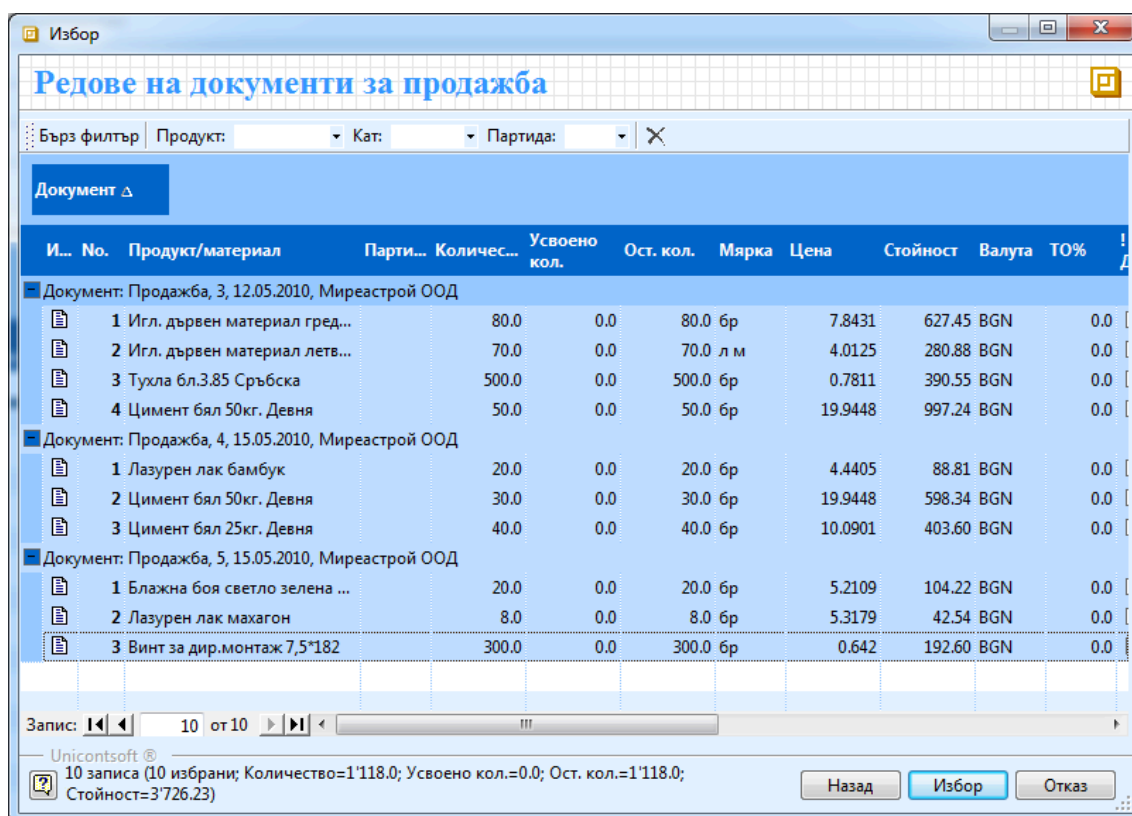 Избор
Редове на документи за продажба
Бърз филтър Продукт: Кат: Партида:
Документ
И... No. Продукт/материал Парти... Количес... Усвоено кол. Ост. кол. Мярка Цена Стойност Валута ТО% !
Документ: Продажба, 3, 12.05.2010, Миреастрой ООД
1 Игл. дървен материал гред... 80.0 0.0 80.0 бр 7.8431 627.45 BGN 0.0
2 Игл. дървен материал летв... 70.0 0.0 70.0 л м 4.0125 280.88 BGN 0.0
3 Тухла бл.3.85 Сръбска 500.0 0.0 500.0 бр 0.7811 390.55 BGN 0.0
4 Цимент бял 50кг. Девня 50.0 0.0 50.0 бр 19.9448 997.24 BGN 0.0
Документ: Продажба, 4, 15.05.2010, Миреастрой ООД
1 Лазурен лак бамбук 20.0 0.0 20.0 бр 4.4405 88.81 BGN 0.0
2 Цимент бял 50кг. Девня 30.0 0.0 30.0 бр 19.9448 598.34 BGN 0.0
3 Цимент бял 25кг. Девня 40.0 0.0 40.0 бр 10.0901 403.60 BGN 0.0
Документ: Продажба, 5, 15.05.2010, Миреастрой ООД
1 Блажна боя светло зелена ... 20.0 0.0 20.0 бр 5.2109 104.22 BGN 0.0
2 Лазурен лак махагон 8.0 0.0 8.0 бр 5.3179 42.54 BGN 0.0
3 Винт за дир.монтаж 7,5*182 300.0 0.0 300.0 бр 0.642 192.60 BGN 0.0
Запис: 10 от 10
Unicontsoft ®
10 записа (10 избрани; Количество=1'118.0; Усвоено кол.=0.0; Ост. кол.=1'118.0;
Стойност=3'726.23)
Назад Избор Отказ